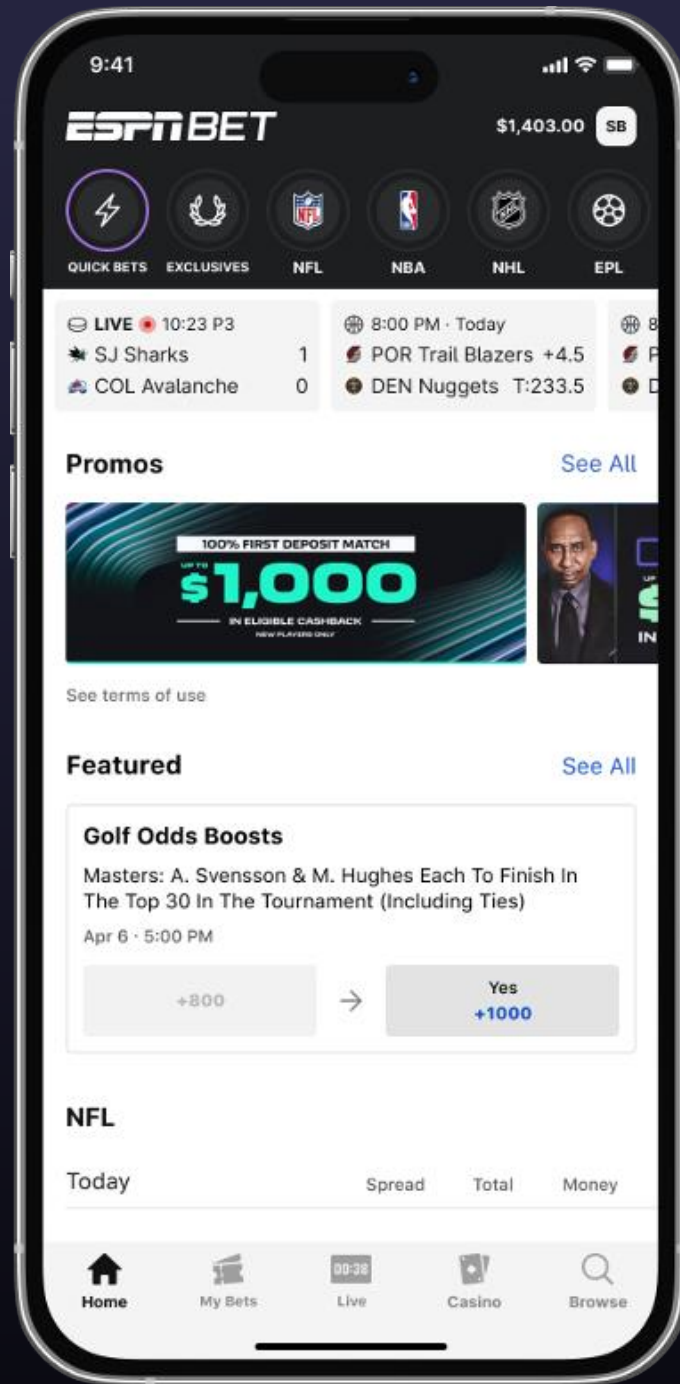 9:41
ESPN BET
$1,403.00 SB
NFL
QUICK BETS EXCLUSIVES NFL NBA NHL EPL
LIVE 10:23 P3
SJ Sharks 1
COL Avalanche 0
8:00 PM · Today
POR Trail Blazers +4.5
DEN Nuggets T:233.5
8
P
D
Promos See All
100% FIRST DEPOSIT MATCH
UP TO
$1,000
IN ELIGIBLE CASHBACK
NEW PLAYERS ONLY
UP
$
IN
See terms of use
Featured See All
Golf Odds Boosts
Masters: A. Svensson & M. Hughes Each To Finish In
The Top 30 In The Tournament (Including Ties)
Apr 6 · 5:00 PM
+800 → Yes
+1000
NFL
Today Spread Total Money
00:38
Home My Bets Live Casino Browse